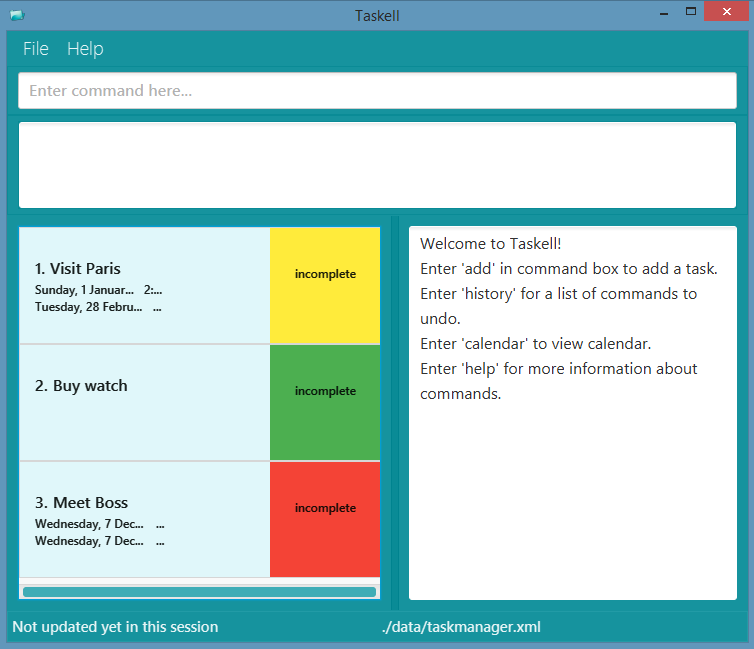 Taskell
File Help
Enter command here...
1. Visit Paris
Sunday, 1 Januar... 2:...
Tuesday, 28 Febru... ...
incomplete
2. Buy watch
incomplete
3. Meet Boss
Wednesday, 7 Dec... ...
Wednesday, 7 Dec... ...
incomplete
Welcome to Taskell!
Enter 'add' in command box to add a task.
Enter 'history' for a list of commands to
undo.
Enter 'calendar' to view calendar.
Enter 'help' for more information about
commands.
Not updated yet in this session
./data/taskmanager.xml